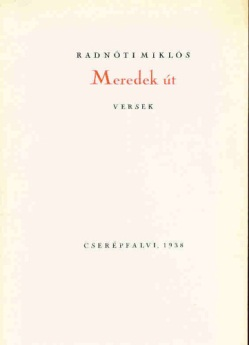 RADNÓTI MIKLÓS
Meredek út
VERSEK
CSERÉPFALVI, 1938